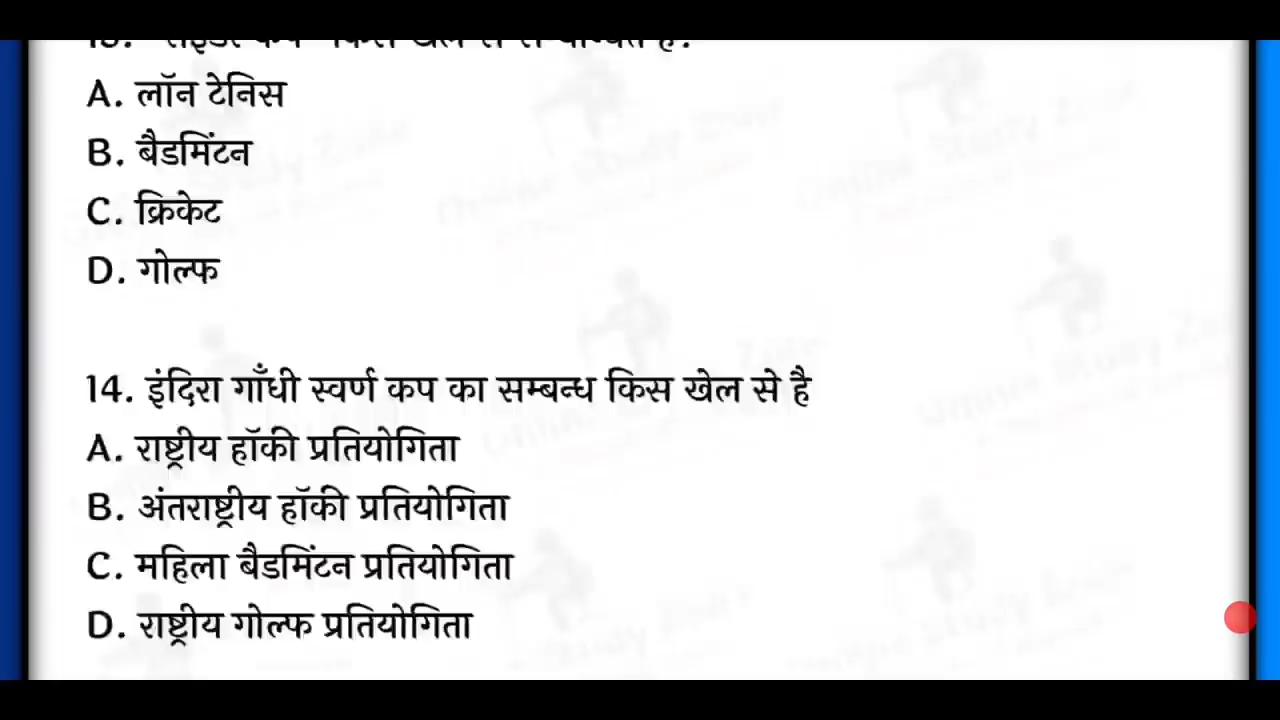 A. लॉन टेनिस
B. बैडमिंटन
C. क्रिकेट
D. गोल्फ
14. इंदिरा गाँधी स्वर्ण कप का सम्बन्ध किस खेल से है
A. राष्ट्रीय हॉकी प्रतियोगिता
B. अंतराष्ट्रीय हॉकी प्रतियोगिता
C. महिला बैडमिंटन प्रतियोगिता
D. राष्ट्रीय गोल्फ प्रतियोगिता